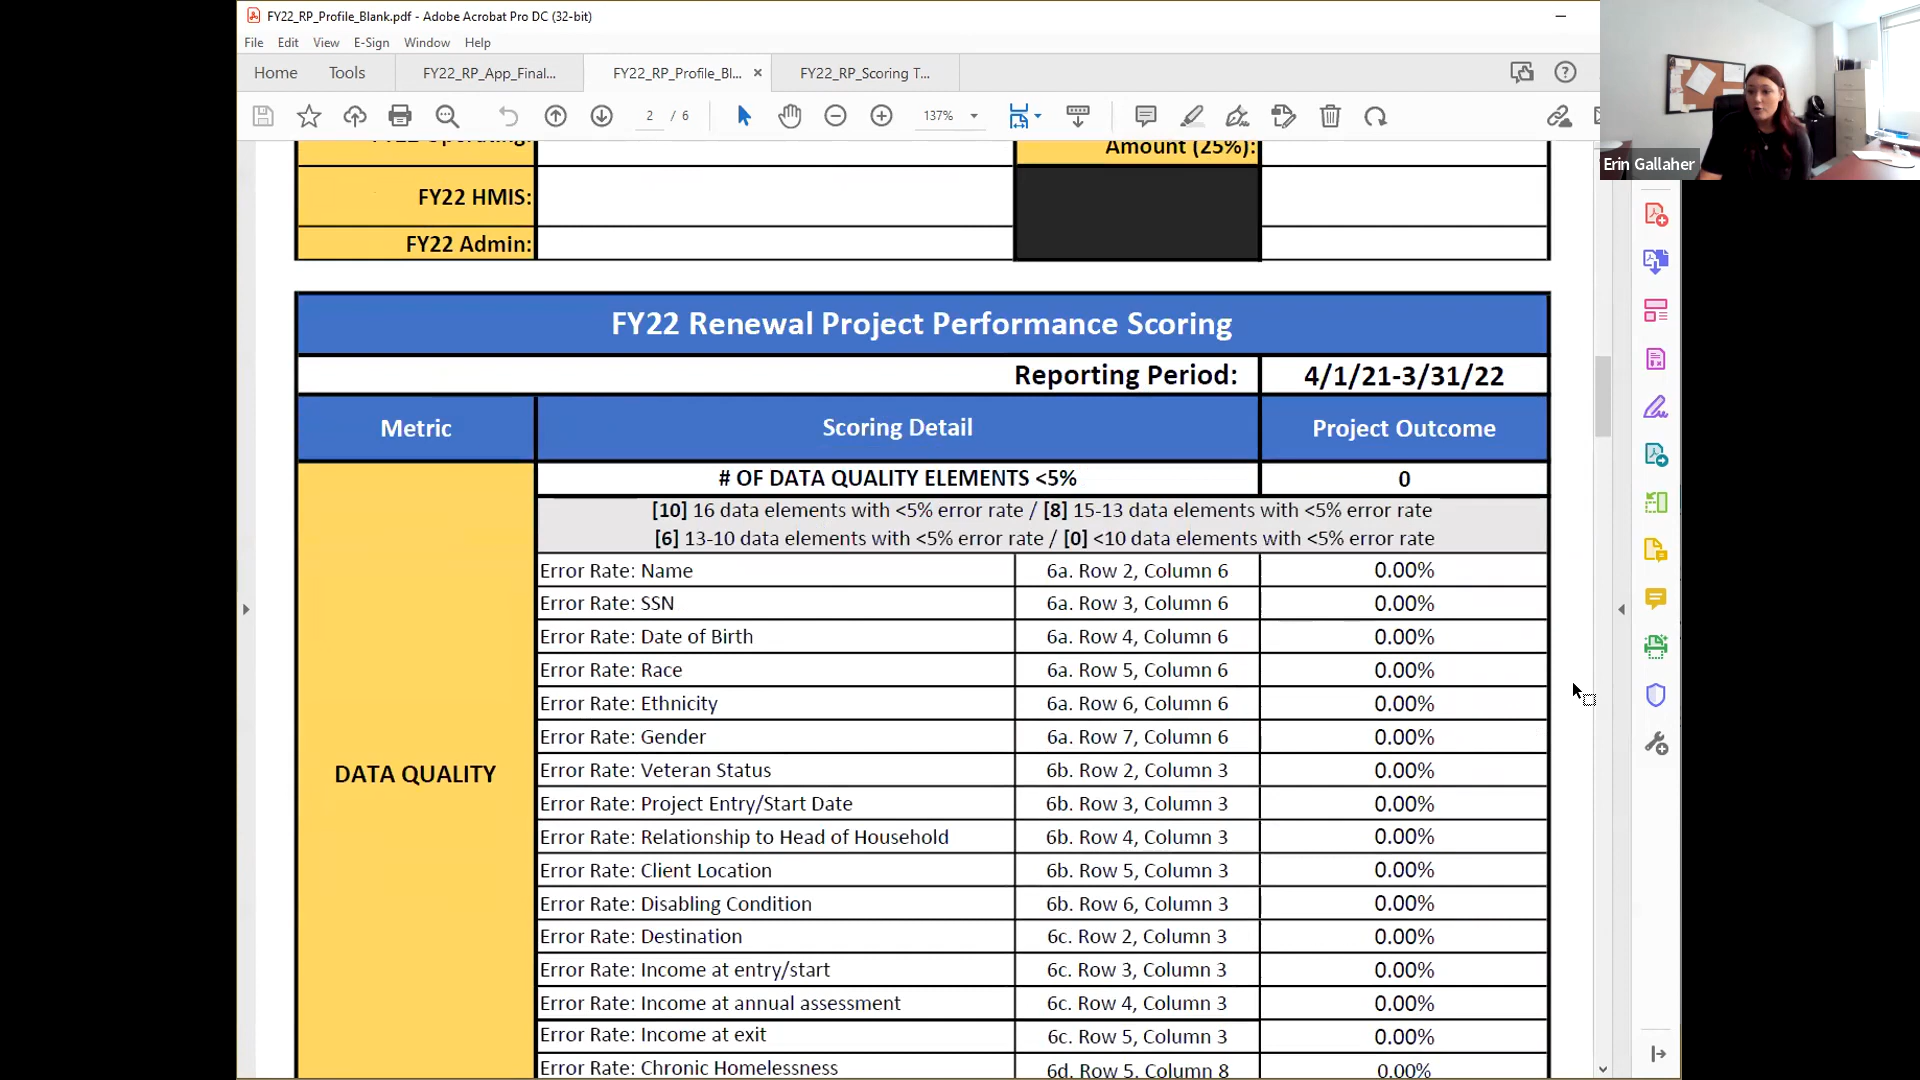 FY22_RP_Profile_Blank.pdf - Adobe Acrobat Pro DC (32-bit)
File Edit View E-Sign Window Help
Home Tools FY22_RP_App_Final... FY22_RP_Profile_Bl... × FY22_RP_Scoring T...
2 / 6 137%
Erin Gallaher
Amount (25%):
FY22 HMIS:
FY22 Admin:
FY22 Renewal Project Performance Scoring
Reporting Period: 4/1/21-3/31/22
Metric Scoring Detail Project Outcome
# OF DATA QUALITY ELEMENTS <5% 0
[10] 16 data elements with <5% error rate / [8] 15-13 data elements with <5% error rate
[6] 13-10 data elements with <5% error rate / [0] <10 data elements with <5% error rate
DATA QUALITY
Error Rate: Name 6a. Row 2, Column 6 0.00%
Error Rate: SSN 6a. Row 3, Column 6 0.00%
Error Rate: Date of Birth 6a. Row 4, Column 6 0.00%
Error Rate: Race 6a. Row 5, Column 6 0.00%
Error Rate: Ethnicity 6a. Row 6, Column 6 0.00%
Error Rate: Gender 6a. Row 7, Column 6 0.00%
Error Rate: Veteran Status 6b. Row 2, Column 3 0.00%
Error Rate: Project Entry/Start Date 6b. Row 3, Column 3 0.00%
Error Rate: Relationship to Head of Household 6b. Row 4, Column 3 0.00%
Error Rate: Client Location 6b. Row 5, Column 3 0.00%
Error Rate: Disabling Condition 6b. Row 6, Column 3 0.00%
Error Rate: Destination 6c. Row 2, Column 3 0.00%
Error Rate: Income at entry/start 6c. Row 3, Column 3 0.00%
Error Rate: Income at annual assessment 6c. Row 4, Column 3 0.00%
Error Rate: Income at exit 6c. Row 5, Column 3 0.00%
Error Rate: Chronic Homelessness 6d. Row 5, Column 8 0.00%